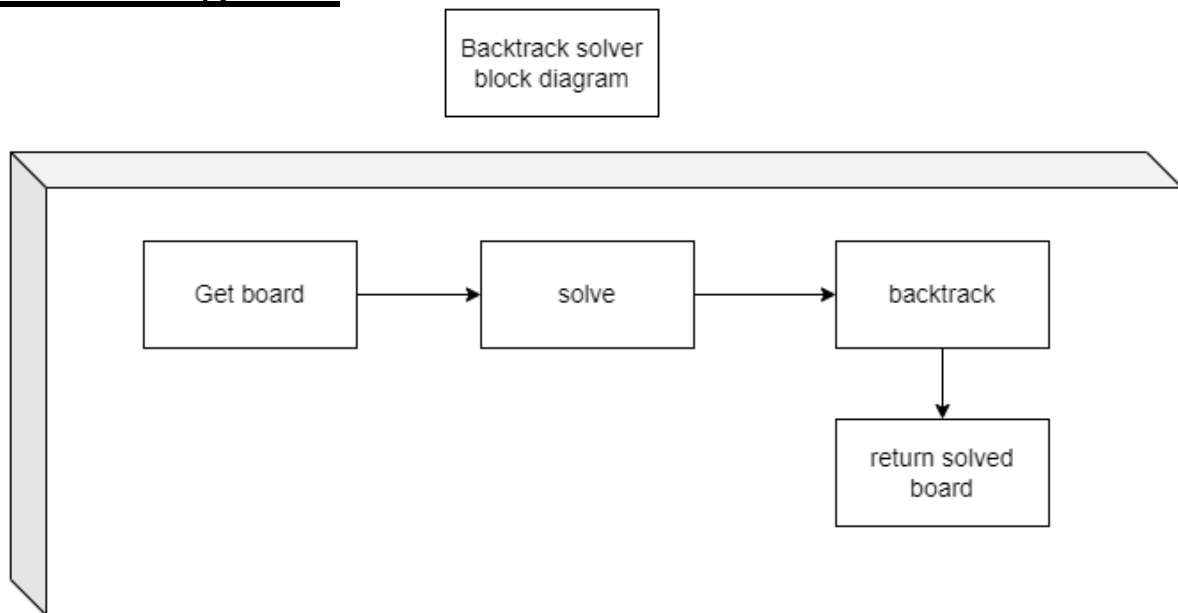 Backtrack solver
block diagram
Get board
solve
backtrack
return solved
board